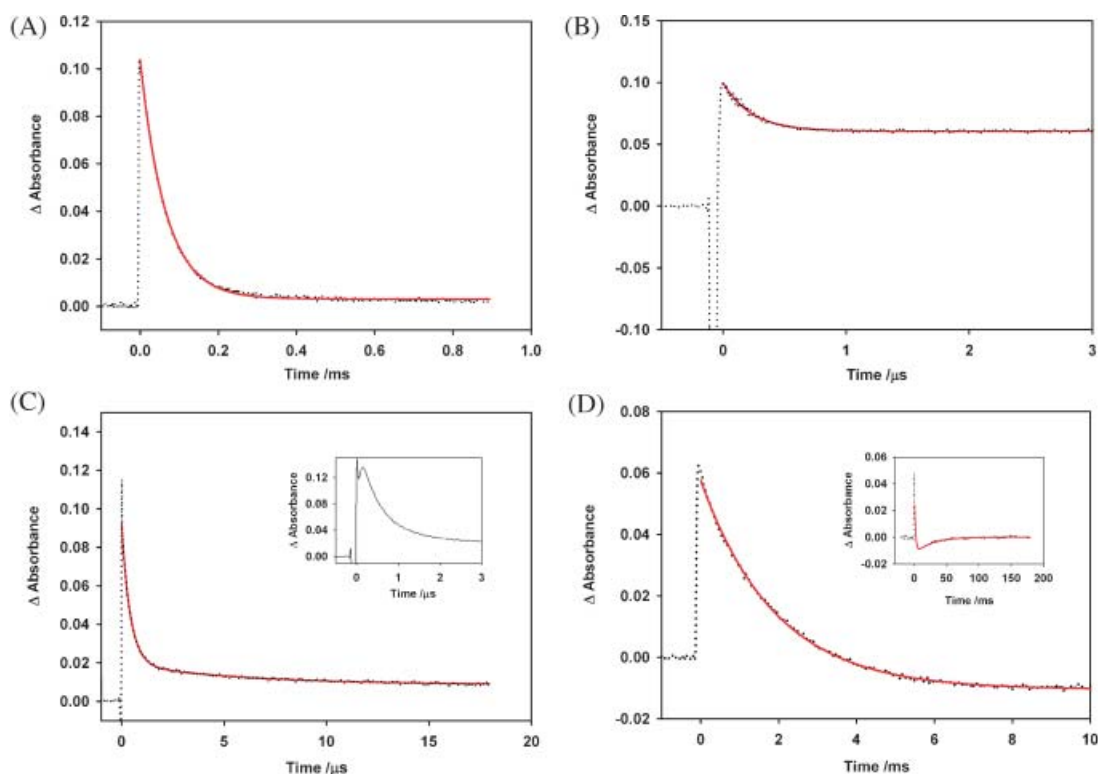 (A)
0.12
0.10
0.08
0.06
0.04
0.02
0.00
Δ Absorbance
0.0 0.2 0.4 0.6 0.8 1.0
Time /ms
(B)
0.15
0.10
0.05
0.00
-0.05
-0.10
Δ Absorbance
0 1 2 3
Time /μs
(C)
0.14
0.12
0.10
0.08
0.06
0.04
0.02
0.00
Δ Absorbance
0 5 10 15 20
Time /μs
0.12
0.08
0.04
0.00
Δ Absorbance
0 1 2 3
Time /μs
(D)
0.08
0.06
0.04
0.02
0.00
-0.02
Δ Absorbance
0 2 4 6 8 10
Time /ms
0.06
0.04
0.02
0.00
-0.02
Δ Absorbance
0 50 100 150 200
Time /ms